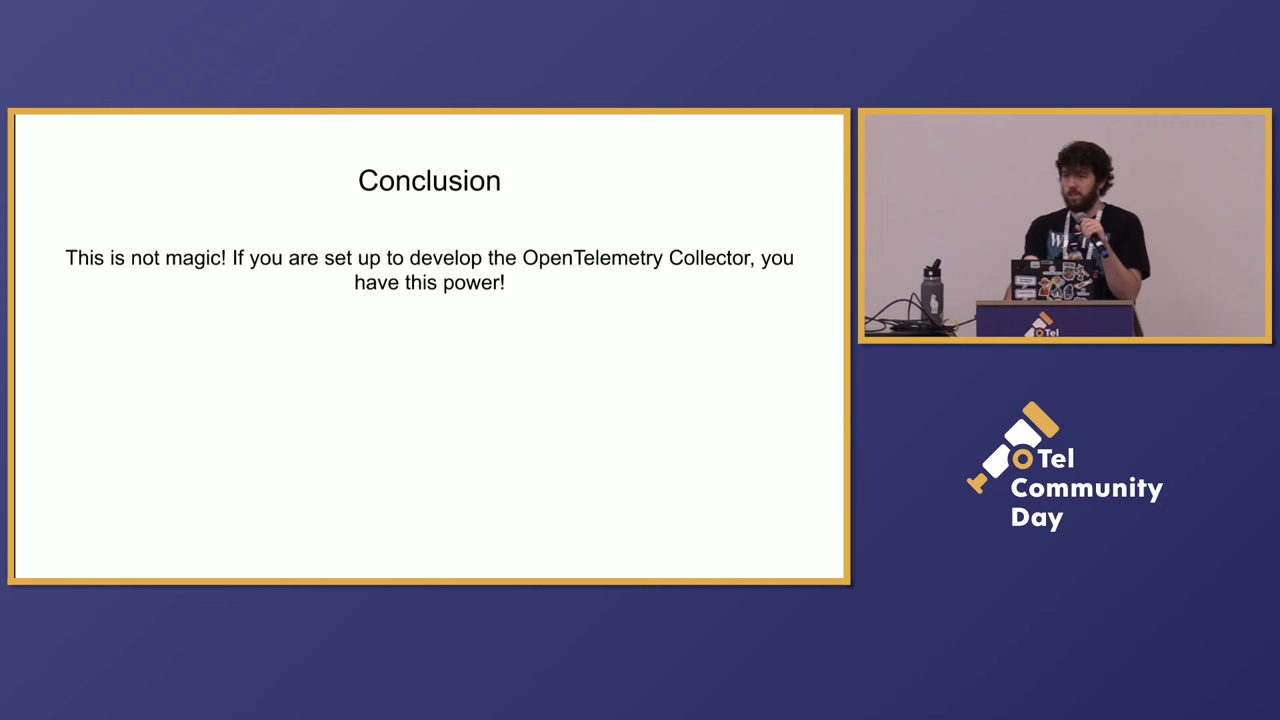 Conclusion
This is not magic! If you are set up to develop the OpenTelemetry Collector, you
have this power!
Tel
Tel
Community
Day